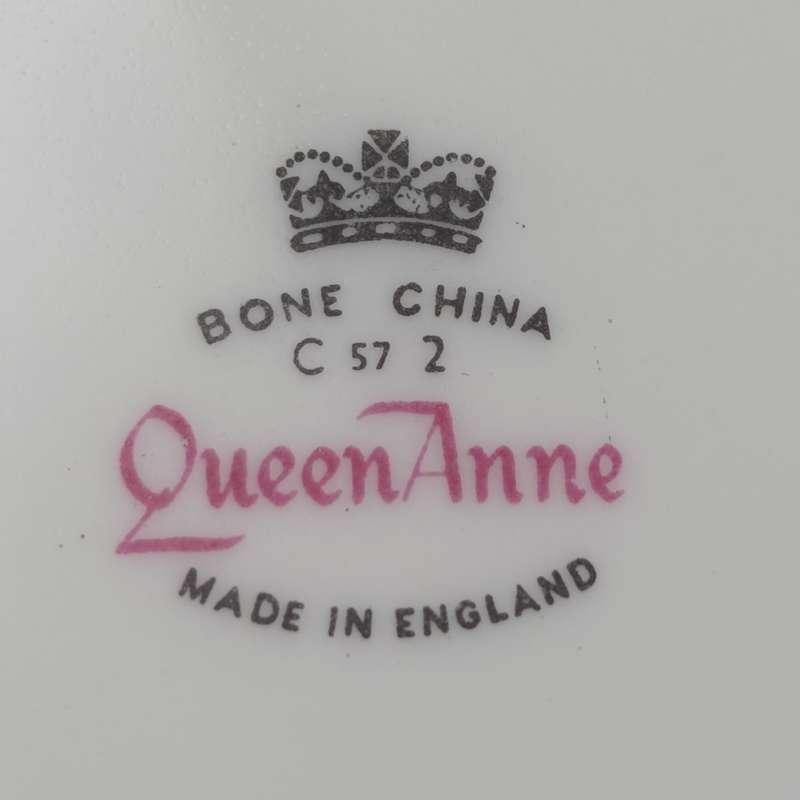 BONE CHINA
C 57 2
Queen Anne
MADE IN ENGLAND